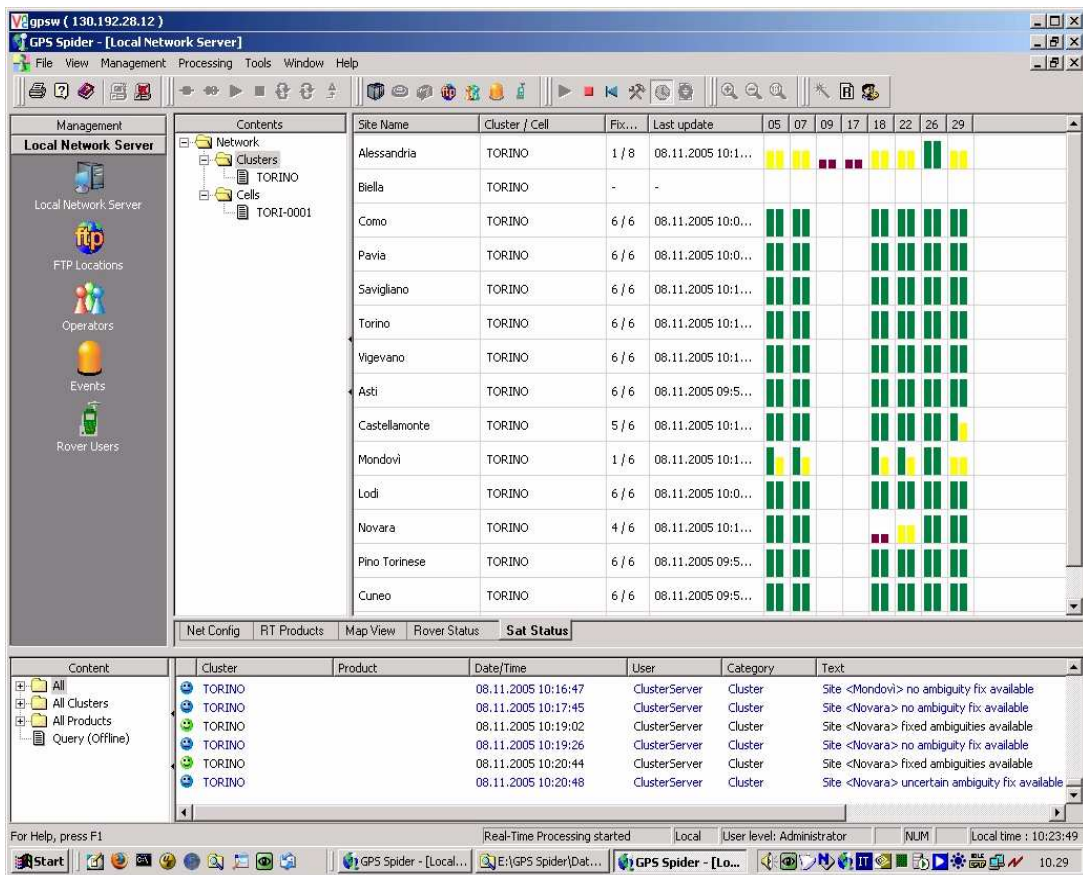 gpsw ( 130.192.28.12 )
GPS Spider - [Local Network Server]
File View Management Processing Tools Window Help
Management
Local Network Server
Local Network Server
FTP Locations
Operators
Events
Rover Users
Contents
Network
Clusters
TORINO
Cells
TORI-0001
Site Name Cluster / Cell Fix... Last update 05 07 09 17 18 22 26 29
Alessandria TORINO 1 / 8 08.11.2005 10:1...
Biella TORINO - -
Como TORINO 6 / 6 08.11.2005 10:0...
Pavia TORINO 6 / 6 08.11.2005 10:0...
Savigliano TORINO 6 / 6 08.11.2005 10:1...
Torino TORINO 6 / 6 08.11.2005 10:1...
Vigevano TORINO 6 / 6 08.11.2005 10:1...
Asti TORINO 6 / 6 08.11.2005 09:5...
Castellamonte TORINO 5 / 6 08.11.2005 10:1...
Mondovì TORINO 1 / 6 08.11.2005 10:1...
Lodi TORINO 6 / 6 08.11.2005 10:0...
Novara TORINO 4 / 6 08.11.2005 10:1...
Pino Torinese TORINO 6 / 6 08.11.2005 09:5...
Cuneo TORINO 6 / 6 08.11.2005 09:5...
Net Config RT Products Map View Rover Status Sat Status
Content
All
All Clusters
All Products
Query (Offline)
Cluster Product Date/Time User Category Text
TORINO 08.11.2005 10:16:47 ClusterServer Cluster Site <Mondovì> no ambiguity fix available
TORINO 08.11.2005 10:17:45 ClusterServer Cluster Site <Novara> no ambiguity fix available
TORINO 08.11.2005 10:19:02 ClusterServer Cluster Site <Novara> fixed ambiguities available
TORINO 08.11.2005 10:19:26 ClusterServer Cluster Site <Novara> no ambiguity fix available
TORINO 08.11.2005 10:20:44 ClusterServer Cluster Site <Novara> fixed ambiguities available
TORINO 08.11.2005 10:20:48 ClusterServer Cluster Site <Novara> uncertain ambiguity fix available
For Help, press F1 Real-Time Processing started Local User level: Administrator NUM Local time : 10:23:49
Start GPS Spider - [Local... E:\GPS Spider\Dat... GPS Spider - [Lo... 10.29